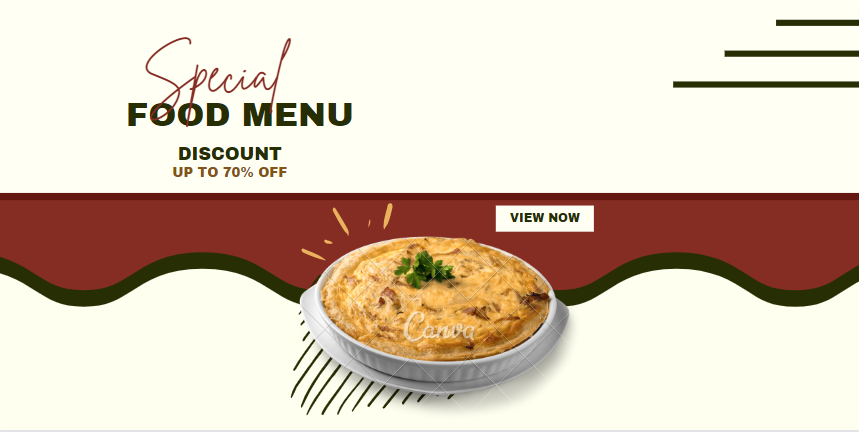 Special
FOOD MENU
DISCOUNT
UP TO 70% OFF
VIEW NOW
Canva